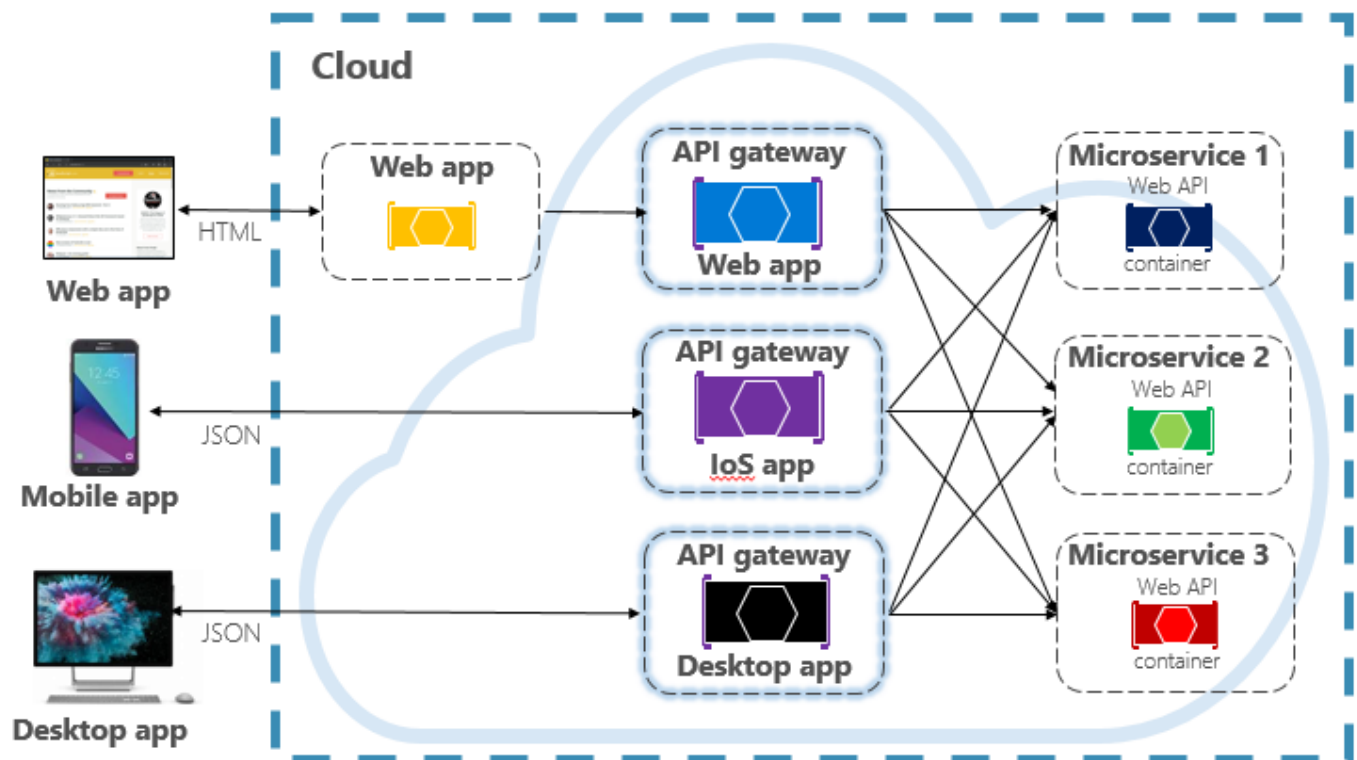 Cloud
Web app
API gateway
Web app
Microservice 1
Web API
container
HTML
Web app
API gateway
IoS app
Microservice 2
Web API
container
12:45
JSON
Mobile app
API gateway
Desktop app
Microservice 3
Web API
container
JSON
Desktop app